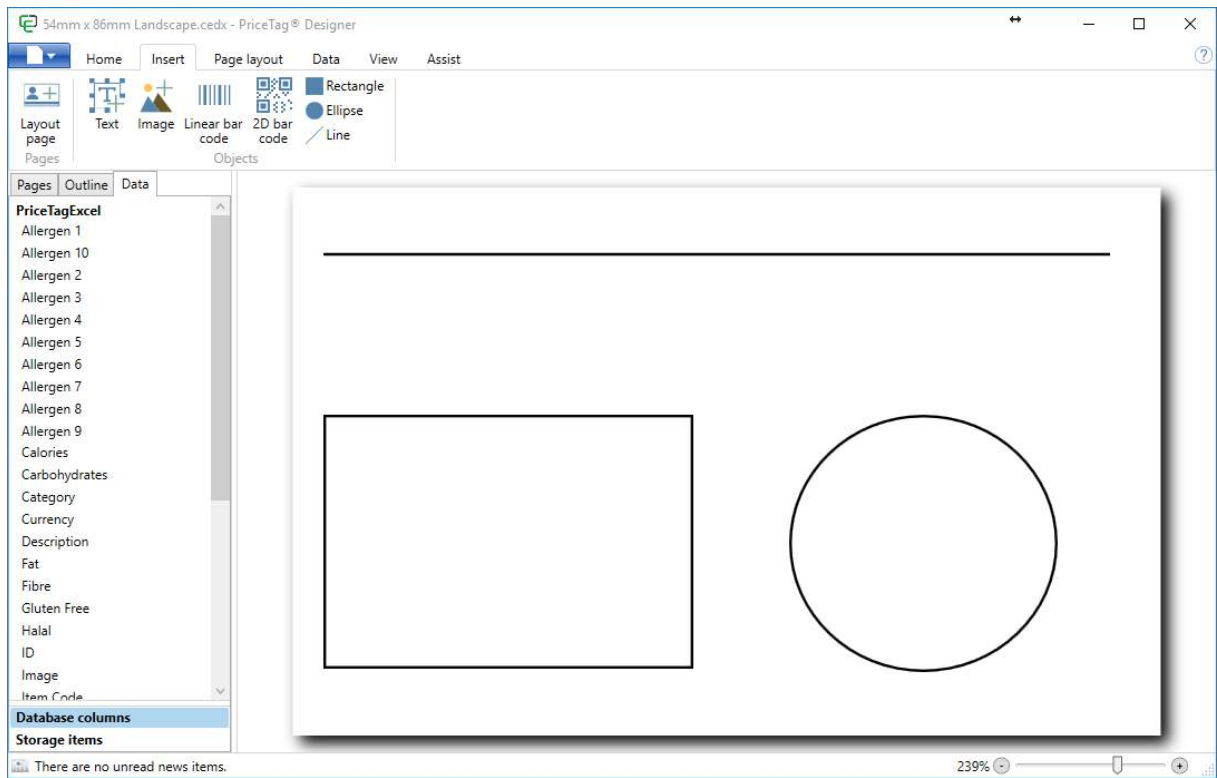 54mm x 86mm Landscape.cedx - PriceTag® Designer
Home Insert Page layout Data View Assist
Layout page
Text
Image
Linear bar code
2D bar code
Rectangle
Ellipse
Line
Pages
Objects
Pages Outline Data
PriceTagExcel
Allergen 1
Allergen 10
Allergen 2
Allergen 3
Allergen 4
Allergen 5
Allergen 6
Allergen 7
Allergen 8
Allergen 9
Calories
Carbohydrates
Category
Currency
Description
Fat
Fibre
Gluten Free
Halal
ID
Image
Item Code
Database columns
Storage items
There are no unread news items.
239%